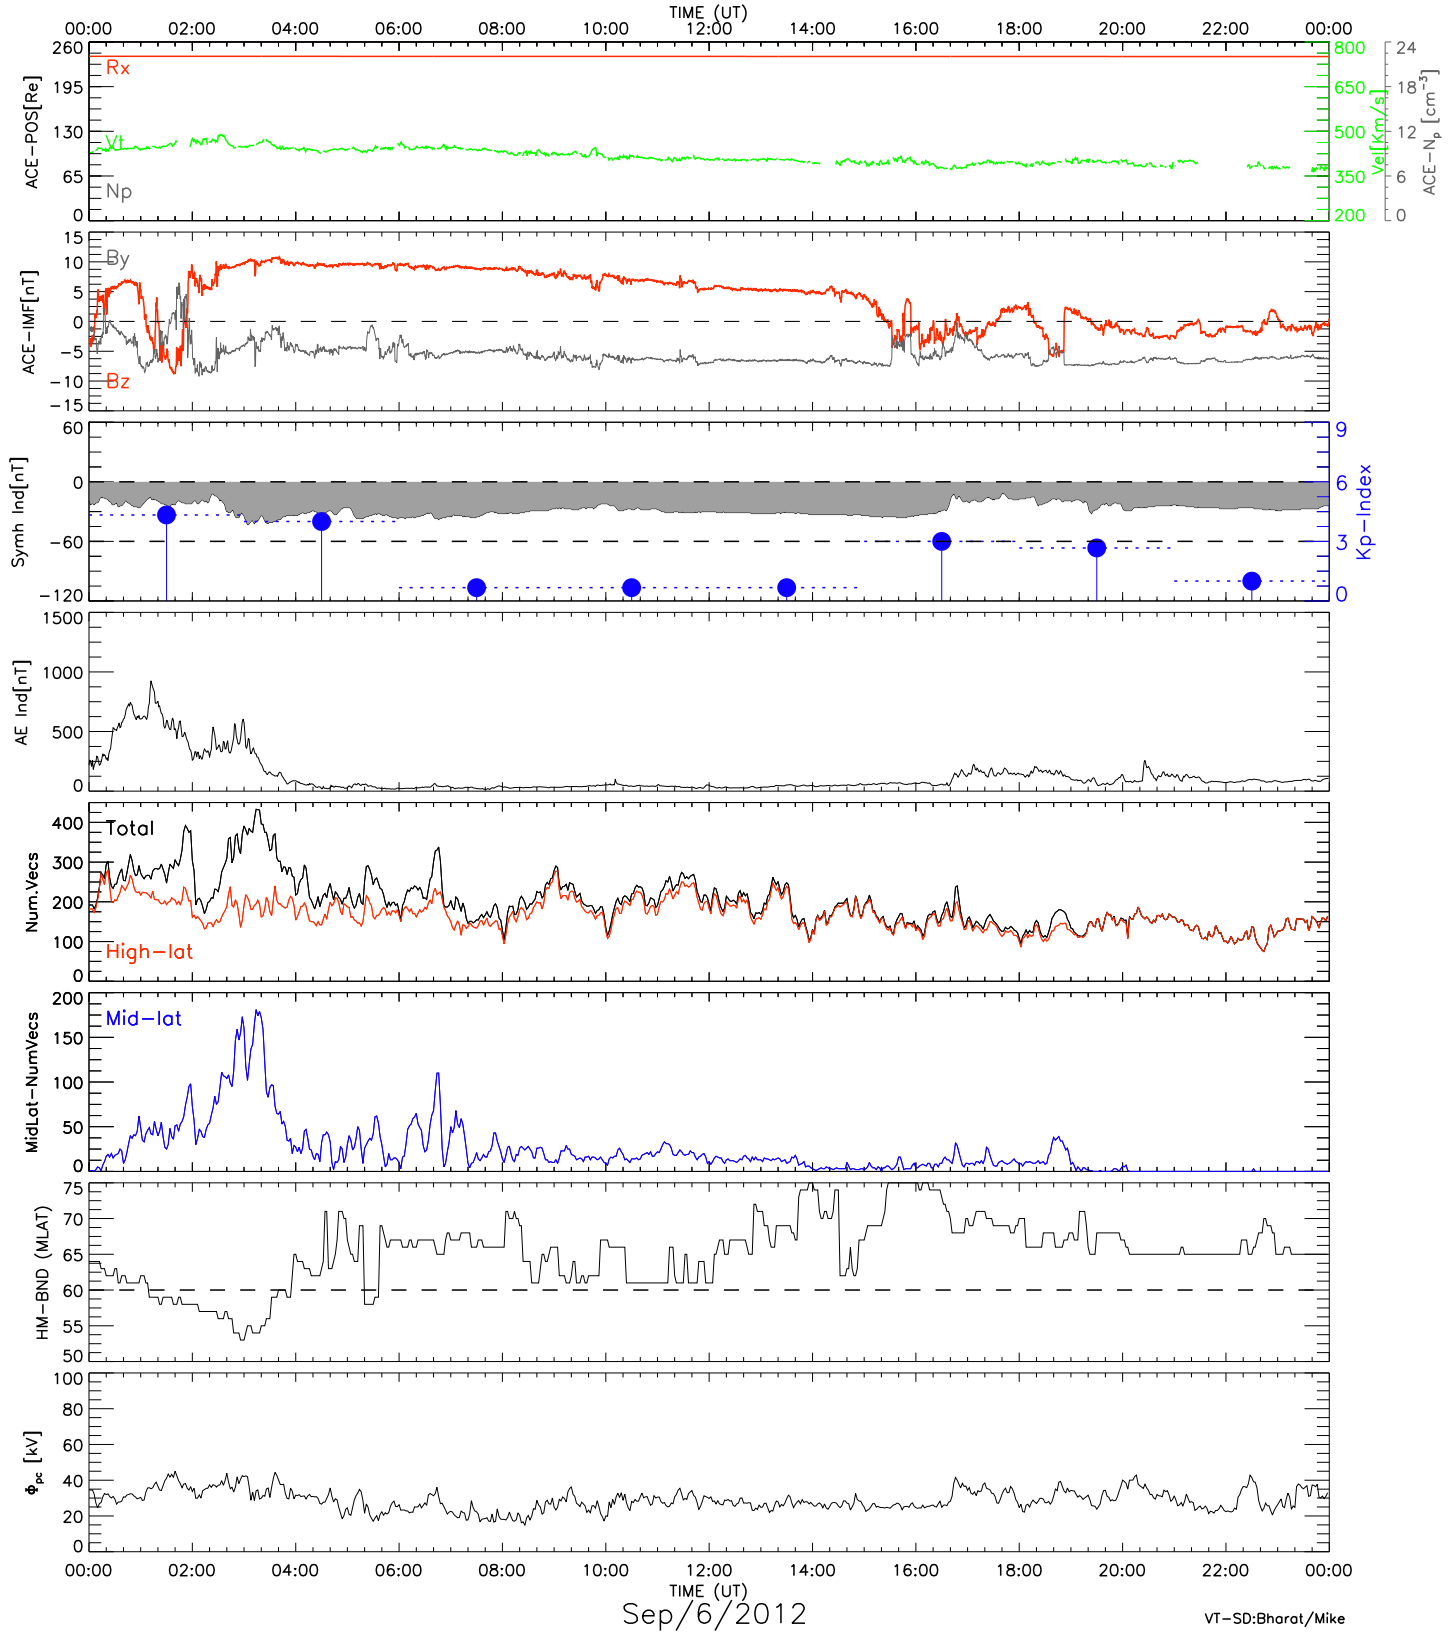 TIME (UT)
00:00 02:00 04:00 06:00 08:00 10:00 12:00 14:00 16:00 18:00 20:00 22:00 00:00
ACE-POS[Re]
260
195
130
65
0
Rx
Vt
Np
800
650
500
350
200
Vel[Km/s]
24
18
12
6
0
ACE-Np [cm-3]
ACE-IMF[nT]
15
10
5
0
-5
-10
-15
By
Bz
Symh Ind[nT]
60
0
-60
-120
9
6
3
0
Kp-Index
AE Ind[nT]
1500
1000
500
0
Num.Vecs
400
300
200
100
0
Total
High-lat
MidLat-NumVecs
200
150
100
50
0
Mid-lat
HM-BND (MLAT)
75
70
65
60
55
50
Φpc [kV]
100
80
60
40
20
0
00:00 02:00 04:00 06:00 08:00 10:00 12:00 14:00 16:00 18:00 20:00 22:00 00:00
TIME (UT)
Sep/6/2012
VT-SD:Bharat/Mike